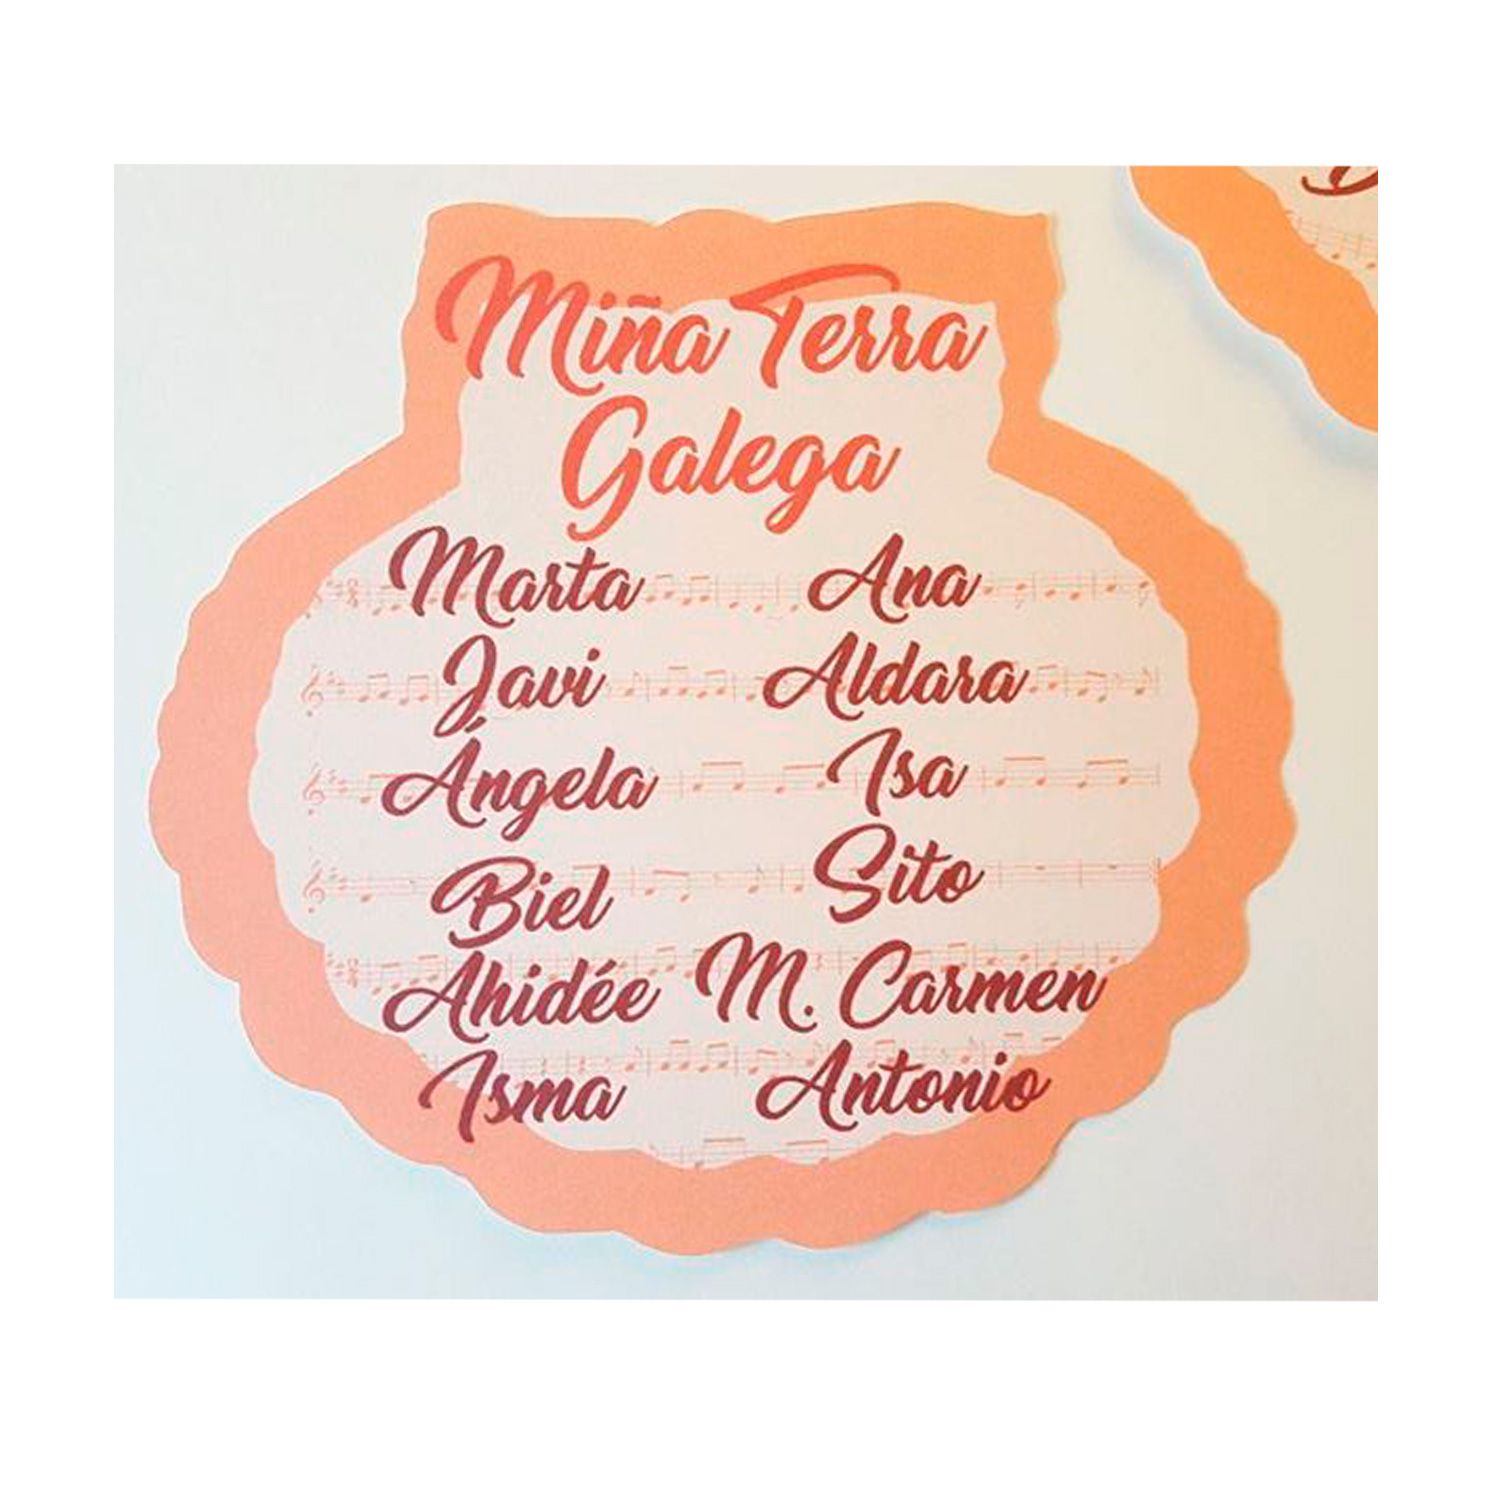 Miña Terra
Galega
Marta Ana
Javi Aldara
Ángela Isa
Biel Sito
Ahidée M. Carmen
Isma Antonio